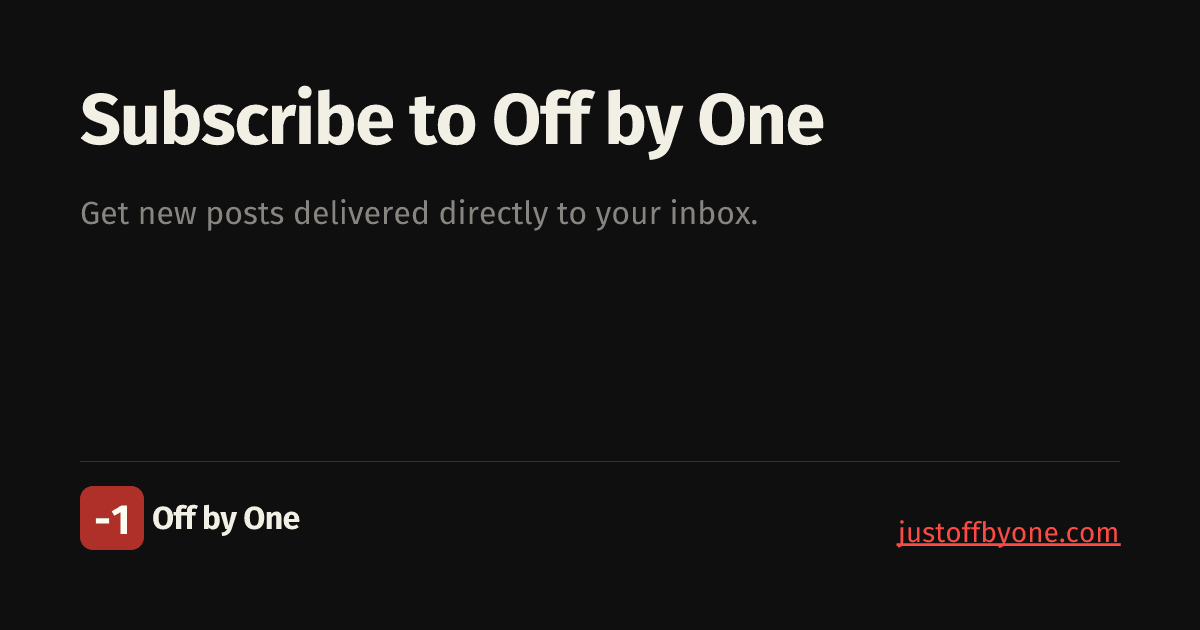 Subscribe to Off by One
Get new posts delivered directly to your inbox.
-1 Off by One
justoffbyone.com